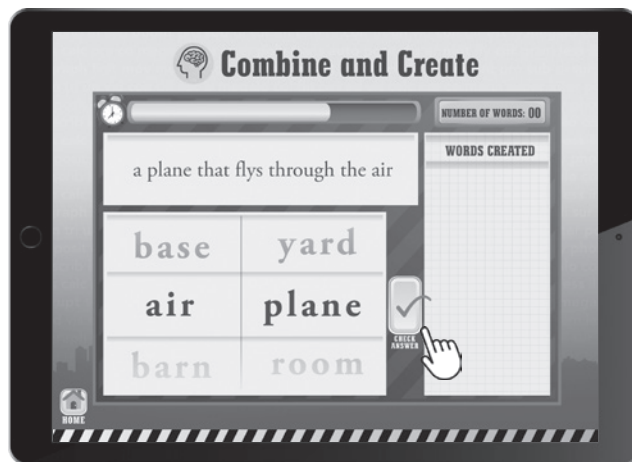 Combine and Create
NUMBER OF WORDS: 00
a plane that flys through the air
WORDS CREATED
base yard
air plane
barn room
CHECK
ANSWER
HOME